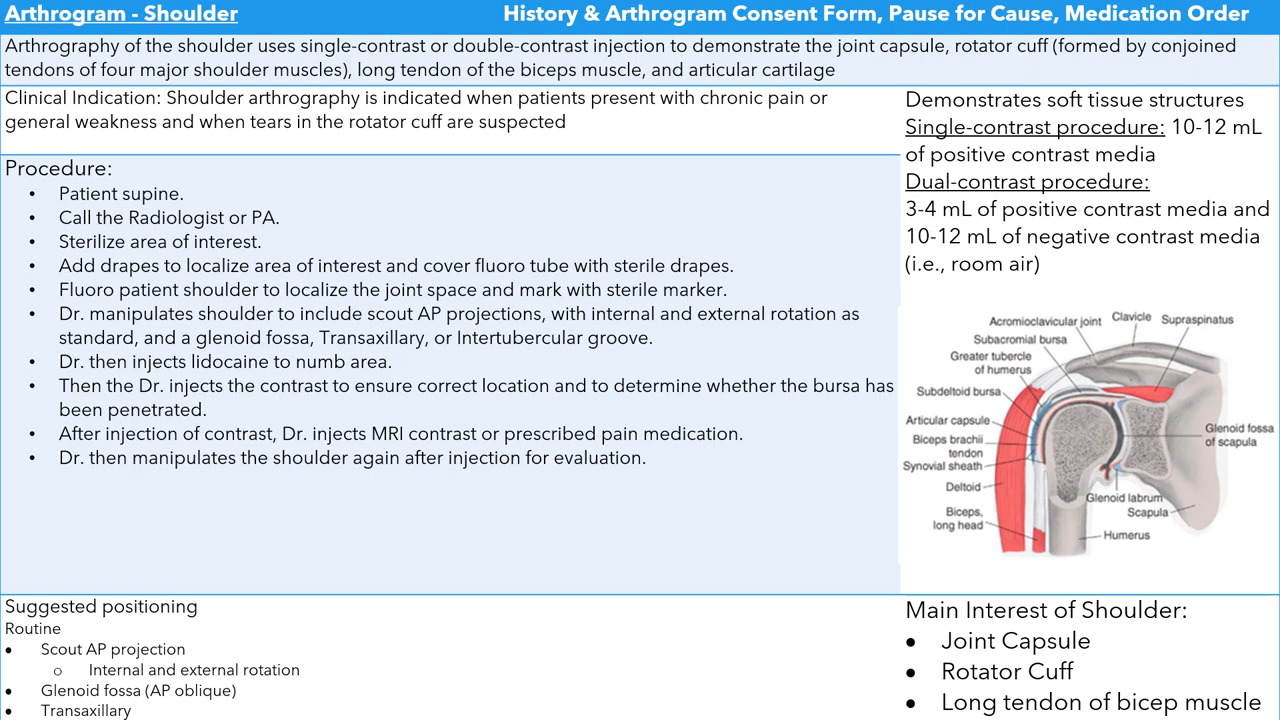 Arthrogram - Shoulder
History & Arthrogram Consent Form, Pause for Cause, Medication Order
Arthrography of the shoulder uses single-contrast or double-contrast injection to demonstrate the joint capsule, rotator cuff (formed by conjoined
tendons of four major shoulder muscles), long tendon of the biceps muscle, and articular cartilage
Clinical Indication: Shoulder arthrography is indicated when patients present with chronic pain or
general weakness and when tears in the rotator cuff are suspected
Procedure:
• Patient supine.
• Call the Radiologist or PA.
• Sterilize area of interest.
• Add drapes to localize area of interest and cover fluoro tube with sterile drapes.
• Fluoro patient shoulder to localize the joint space and mark with sterile marker.
• Dr. manipulates shoulder to include scout AP projections, with internal and external rotation as
standard, and a glenoid fossa, Transaxillary, or Intertubercular groove.
• Dr. then injects lidocaine to numb area.
• Then the Dr. injects the contrast to ensure correct location and to determine whether the bursa has
been penetrated.
• After injection of contrast, Dr. injects MRI contrast or prescribed pain medication.
• Dr. then manipulates the shoulder again after injection for evaluation.
Demonstrates soft tissue structures
Single-contrast procedure: 10-12 mL
of positive contrast media
Dual-contrast procedure:
3-4 mL of positive contrast media and
10-12 mL of negative contrast media
(i.e., room air)
Acromioclavicular joint
Clavicle
Supraspinatus
Subacromial bursa
Greater tubercle
of humerus
Subdeltoid bursa
Articular capsule
Biceps brachii
tendon
Synovial sheath
Deltoid
Biceps,
long head
Glenoid fossa
of scapula
Glenoid labrum
Scapula
Humerus
Suggested positioning
Routine
• Scout AP projection
o Internal and external rotation
• Glenoid fossa (AP oblique)
• Transaxillary
Main Interest of Shoulder:
• Joint Capsule
• Rotator Cuff
• Long tendon of bicep muscle